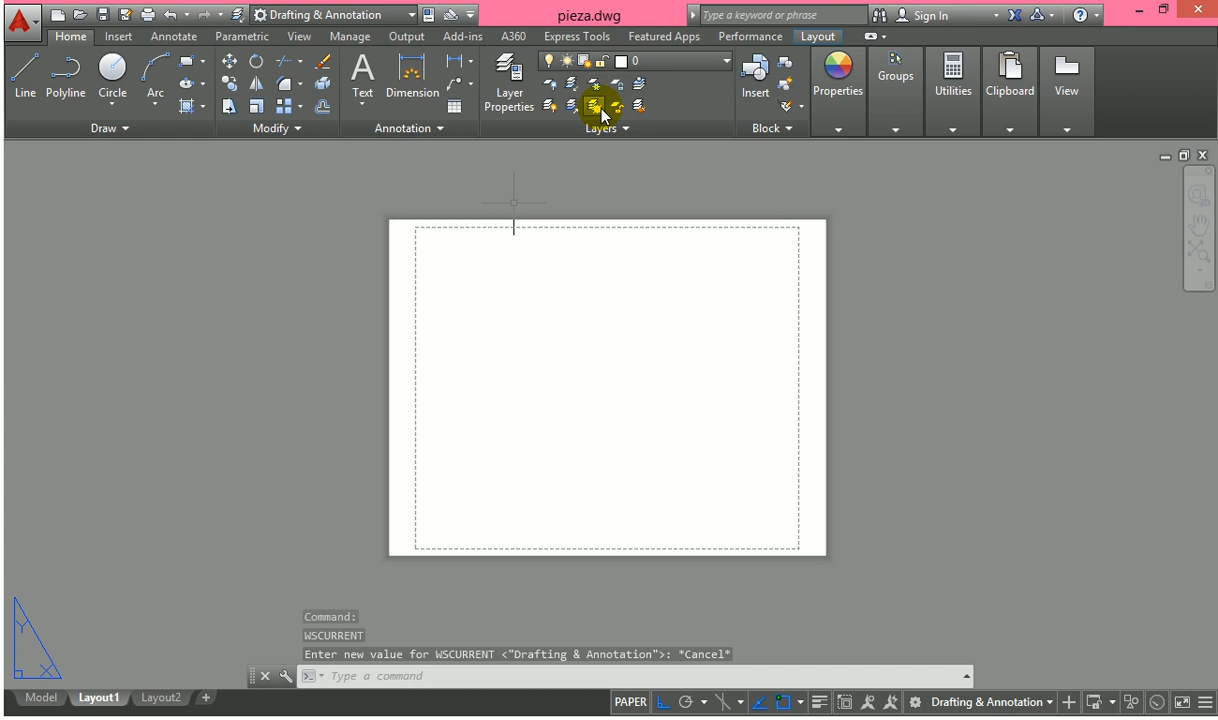 Drafting & Annotation
pieza.dwg
Type a keyword or phrase
Sign In
Home Insert Annotate Parametric View Manage Output Add-ins A360 Express Tools Featured Apps Performance Layout
Line Polyline Circle Arc
Text Dimension
Layer
Properties
0
Insert
Properties
Groups
Utilities
Clipboard
View
Draw
Modify
Annotation
Layers
Block
Y
X
Command:
WSCURRENT
Enter new value for WSCURRENT <"Drafting & Annotation">: *Cancel*
Type a command
Model Layout1 Layout2 +
PAPER
Drafting & Annotation